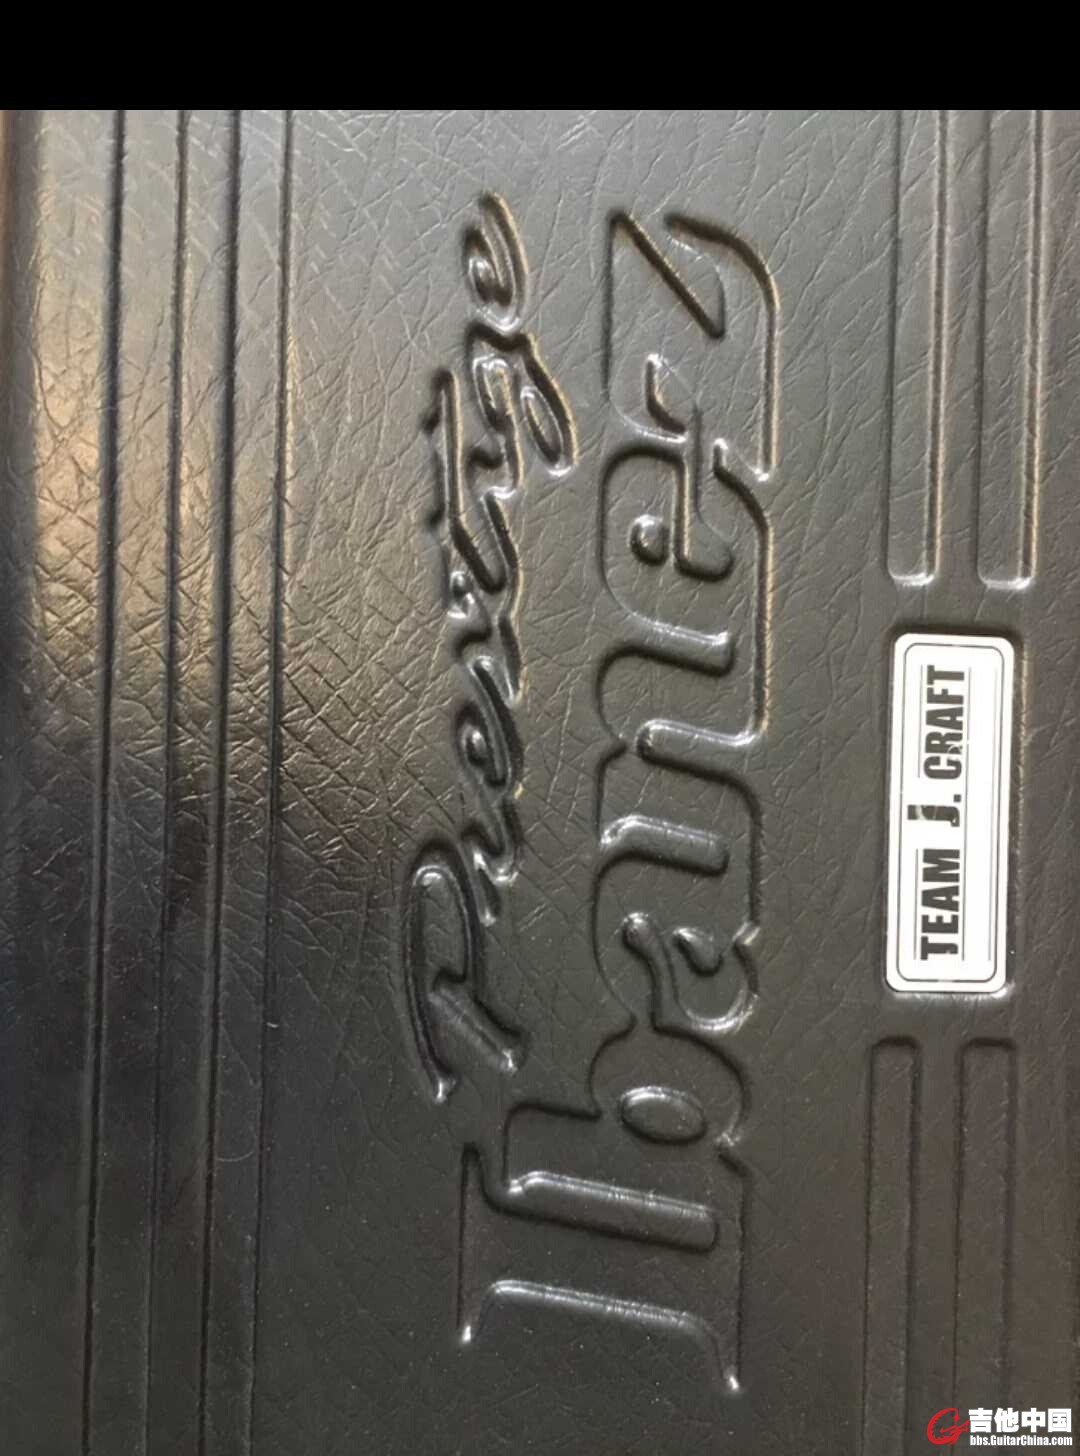 Prestige
Ibanez
TEAM J. CRAFT
吉他中国
bbs.GuitarChina.com